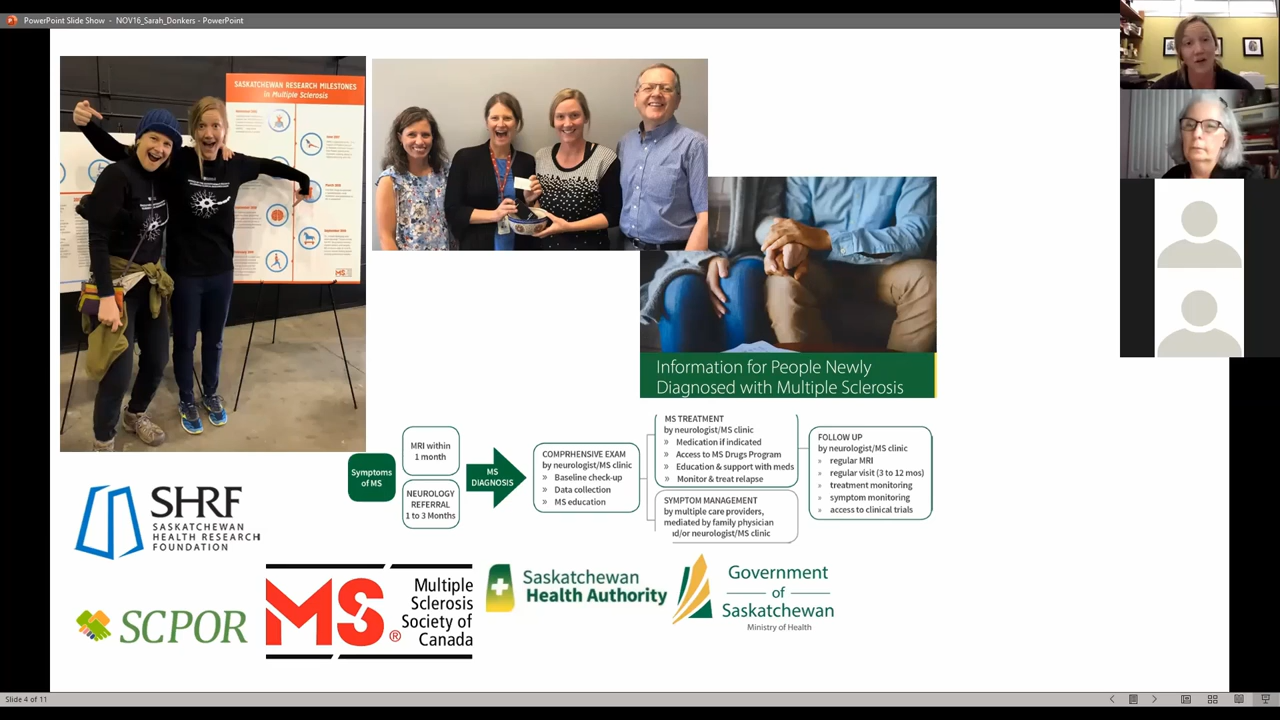 PowerPoint Slide Show - NOV16_Sarah_Donkers - PowerPoint
SASKATCHEWAN RESEARCH MILESTONES
in Multiple Sclerosis
MS
Information for People Newly
Diagnosed with Multiple Sclerosis
Symptoms
of MS
MRI within
1 month
NEUROLOGY
REFERRAL
1 to 3 Months
MS
DIAGNOSIS
COMPRHENSIVE EXAM
by neurologist/MS clinic
» Baseline check-up
» Data collection
» MS education
MS TREATMENT
by neurologist/MS clinic
» Medication if indicated
» Access to MS Drugs Program
» Education & support with meds
» Monitor & treat relapse
SYMPTOM MANAGEMENT
by multiple care providers,
mediated by family physician
nd/or neurologist/MS clinic
FOLLOW UP
by neurologist/MS clinic
» regular MRI
» regular visit (3 to 12 mos)
» treatment monitoring
» symptom monitoring
» access to clinical trials
SHRF
SASKATCHEWAN
HEALTH RESEARCH
FOUNDATION
SCPOR
MS®
Multiple
Sclerosis
Society of
Canada
Saskatchewan
Health Authority
Government
of
Saskatchewan
Ministry of Health
Slide 4 of 11